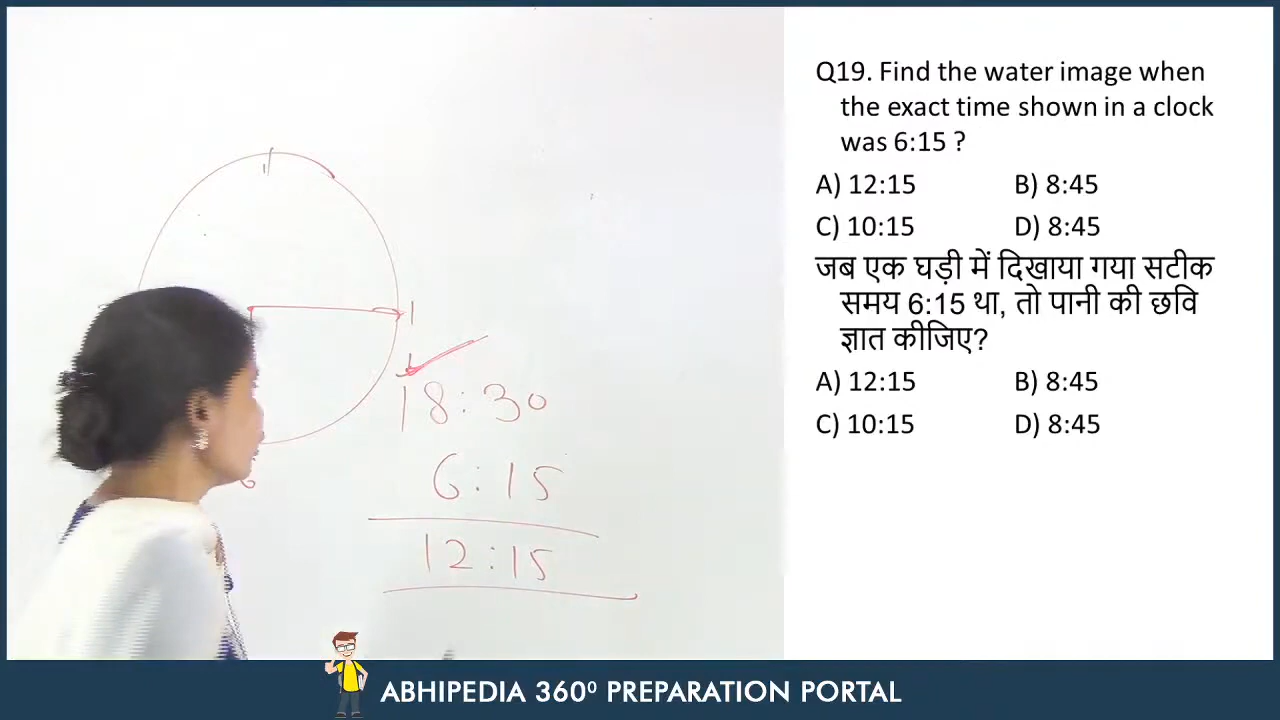 Q19. Find the water image when
the exact time shown in a clock
was 6:15 ?
A) 12:15 B) 8:45
C) 10:15 D) 8:45
जब एक घड़ी में दिखाया गया सटीक
समय 6:15 था, तो पानी की छवि
ज्ञात कीजिए?
A) 12:15 B) 8:45
C) 10:15 D) 8:45
18:30
6:15
12:15
6
ABHIPEDIA 360⁰ PREPARATION PORTAL